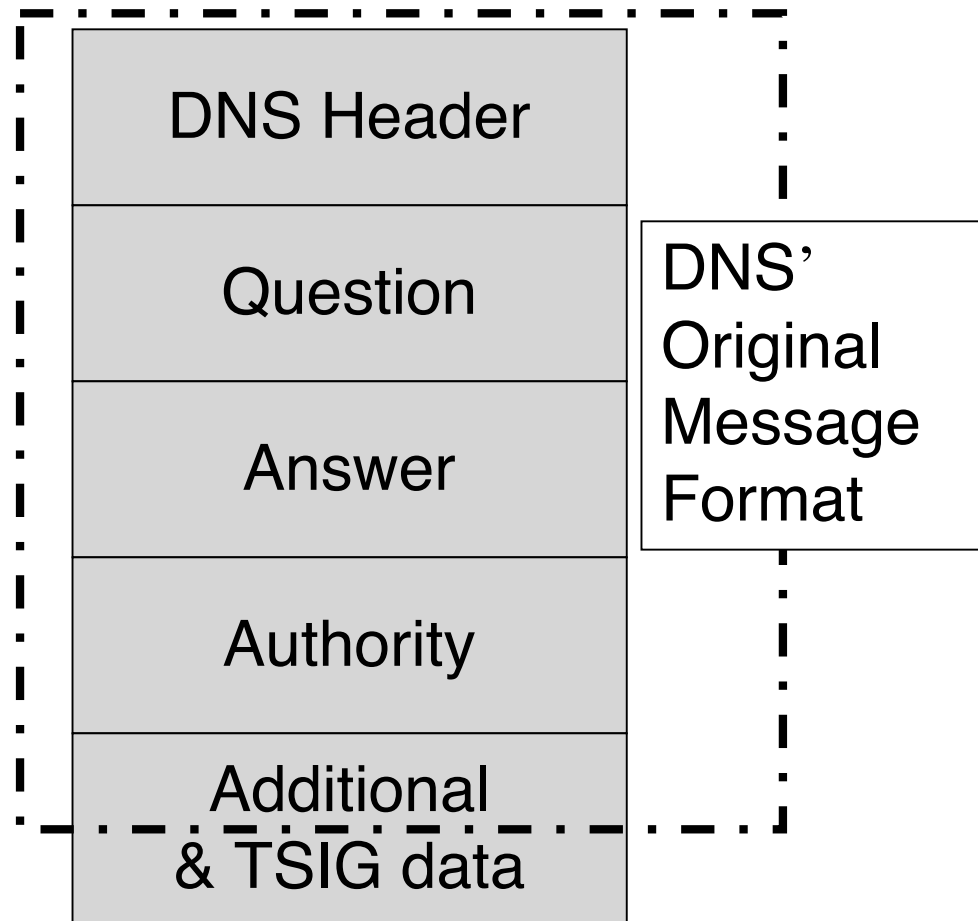 DNS Header
Question
DNS’
Original
Message
Format
Answer
Authority
Additional
& TSIG data